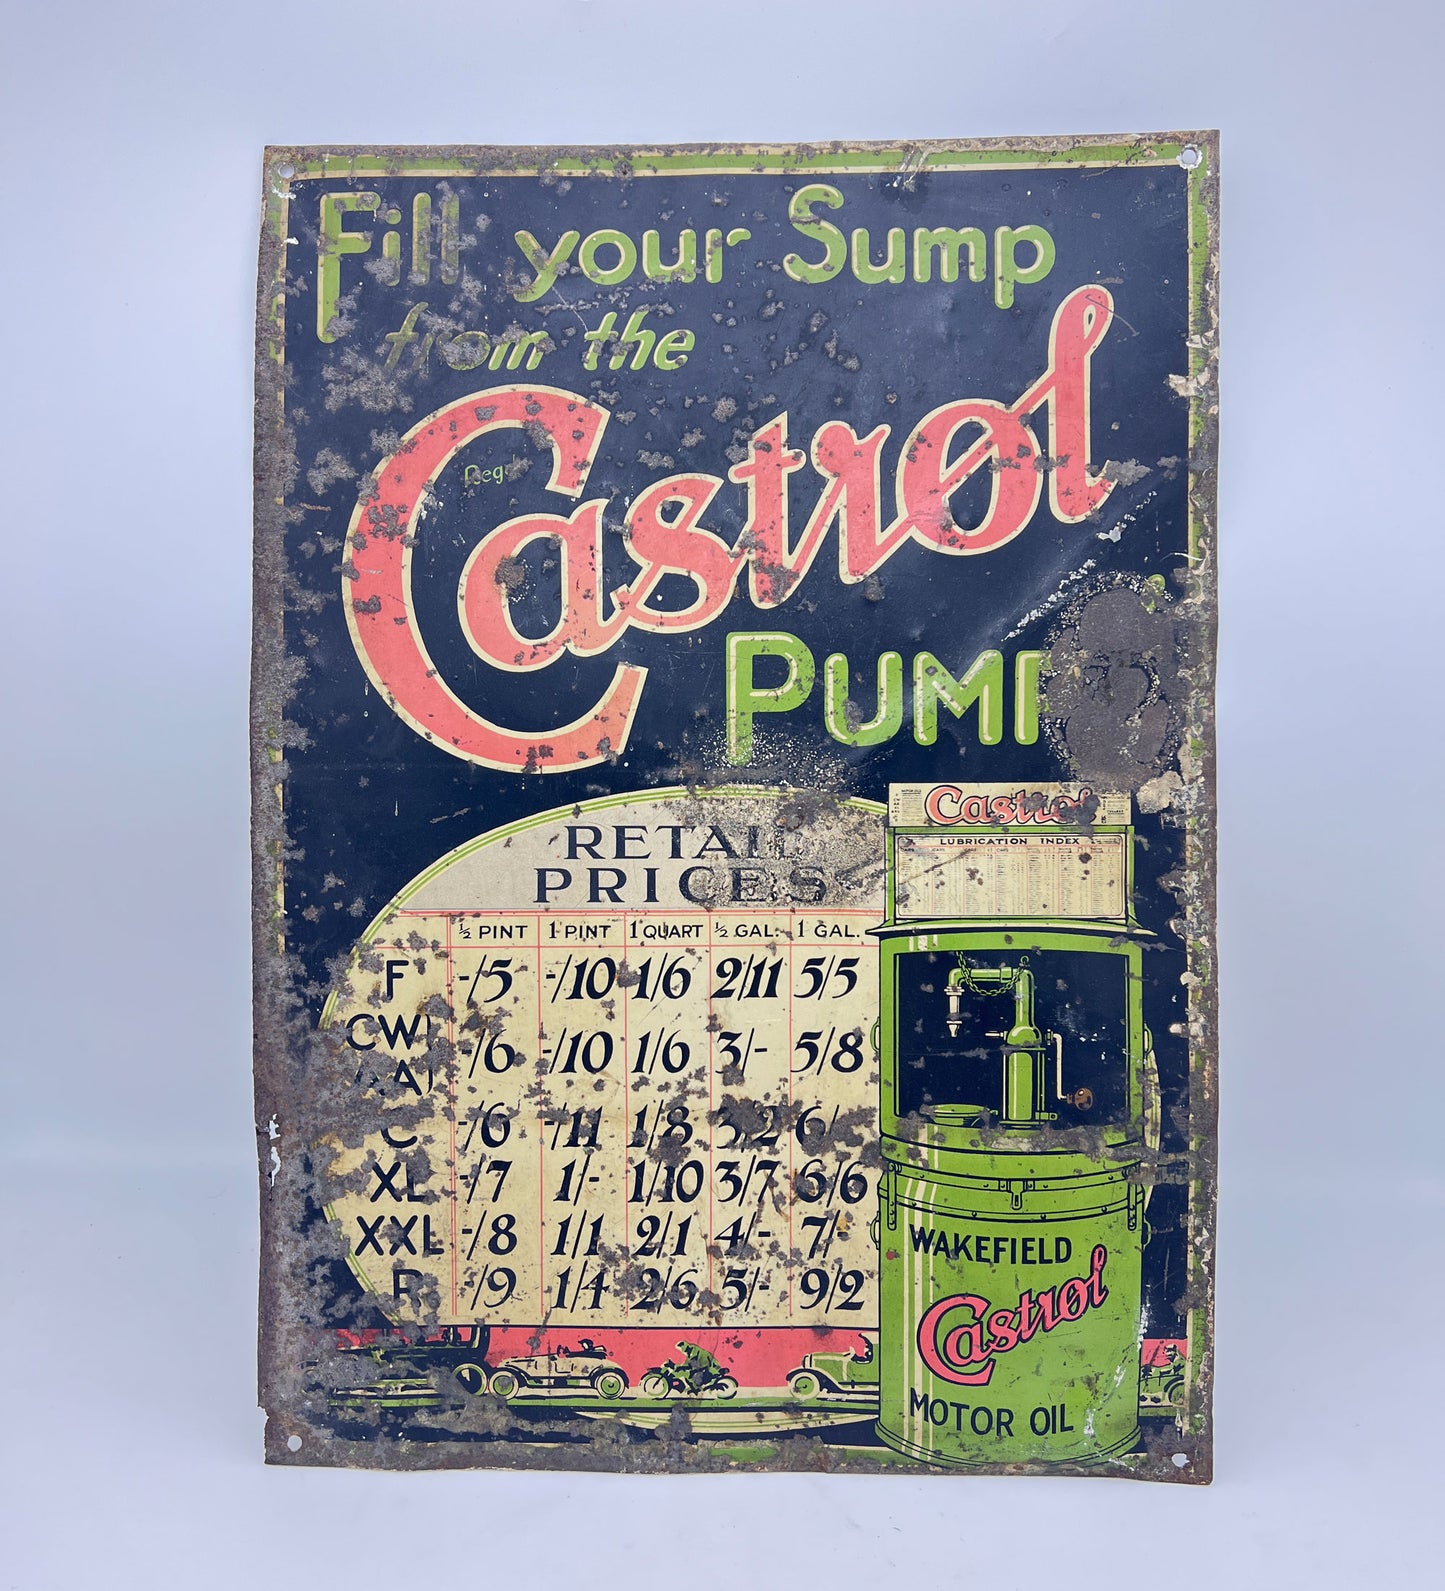 Fill your Sump
from the
Regd
Castrol
PUMP
Castrol
LUBRICATION INDEX
RETAIL
PRICES
½ PINT 1 PINT 1 QUART ½ GAL. 1 GAL.
F -/5 -/10 1/6 2/11 5/5
CW -/6 -/10 1/6 3/- 5/8
C -/6 -/11 1/8 3/2 6/
XL -/7 1/- 1/10 3/7 6/6
XXL -/8 1/1 2/1 4/- 7/-
R -/9 1/4 2/6 5/- 9/2
WAKEFIELD
Castrol
MOTOR OIL